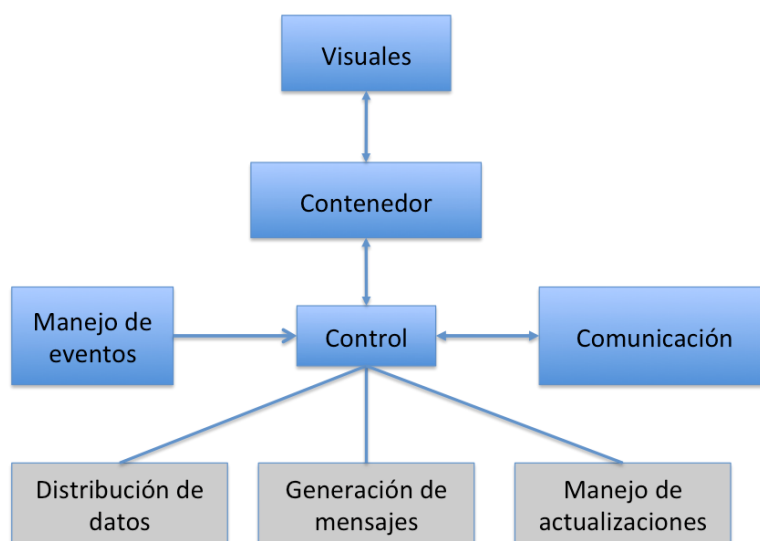 Visuales
Contenedor
Manejo de
eventos
Control
Comunicación
Distribución de
datos
Generación de
mensajes
Manejo de
actualizaciones